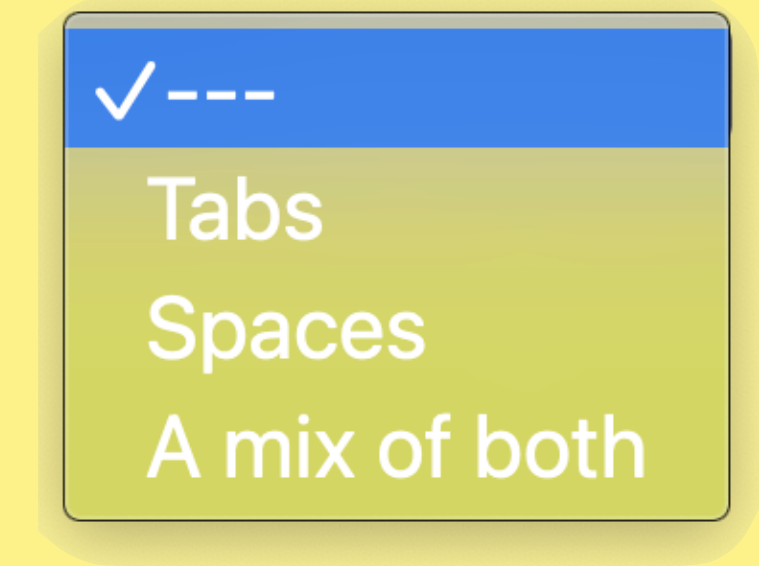 ✓---
Tabs
Spaces
A mix of both